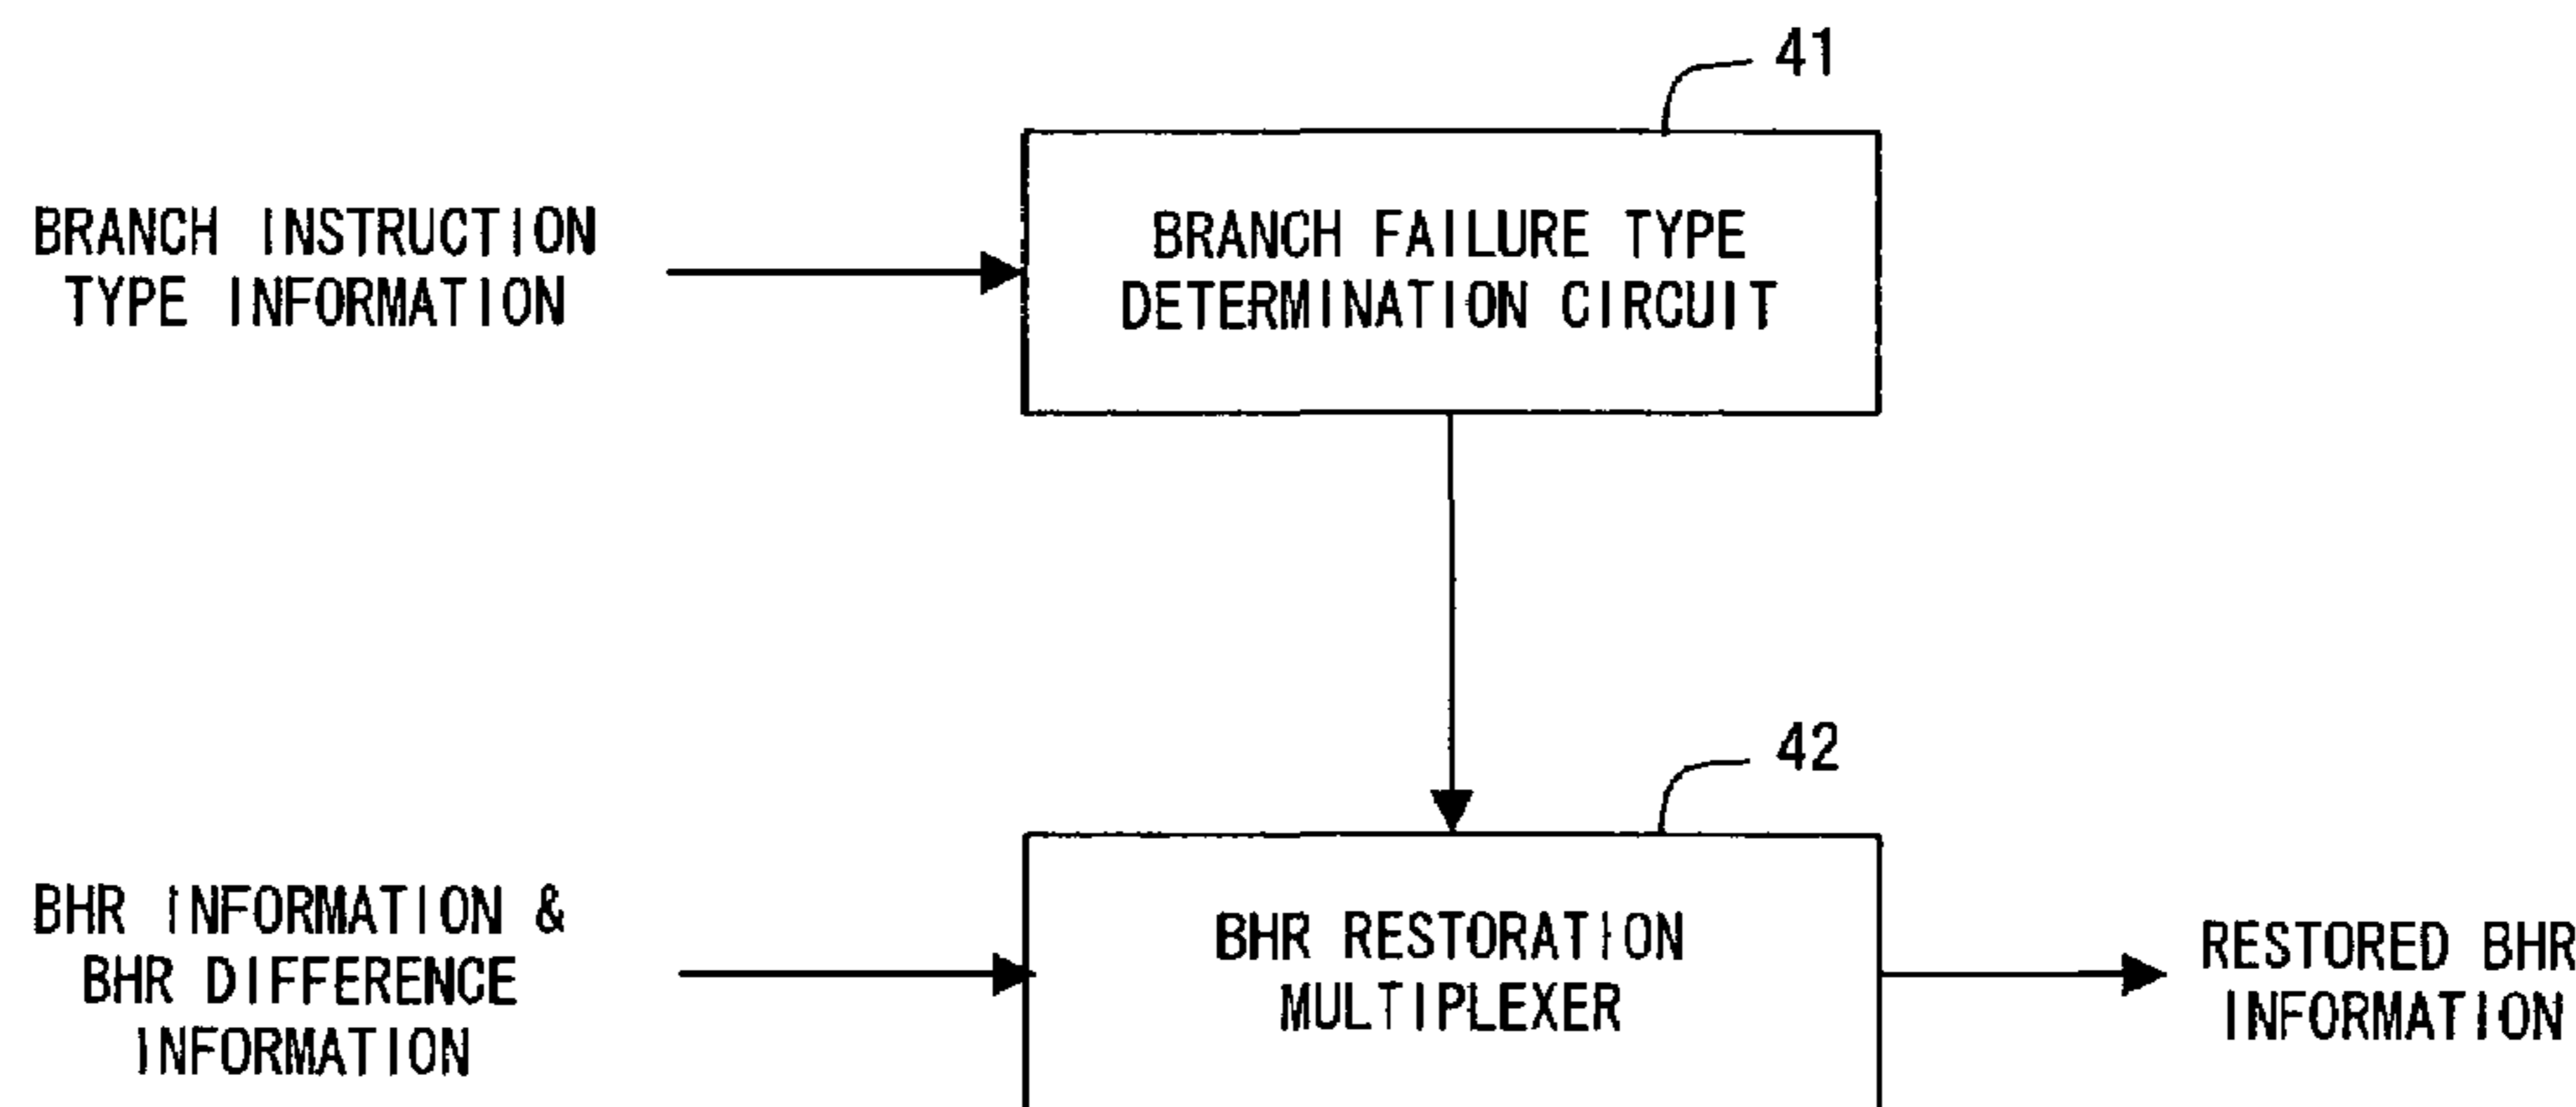 41
BRANCH INSTRUCTION
TYPE INFORMATION
BRANCH FAILURE TYPE
DETERMINATION CIRCUIT
42
BHR INFORMATION &
BHR DIFFERENCE
INFORMATION
BHR RESTORATION
MULTIPLEXER
RESTORED BHR
INFORMATION